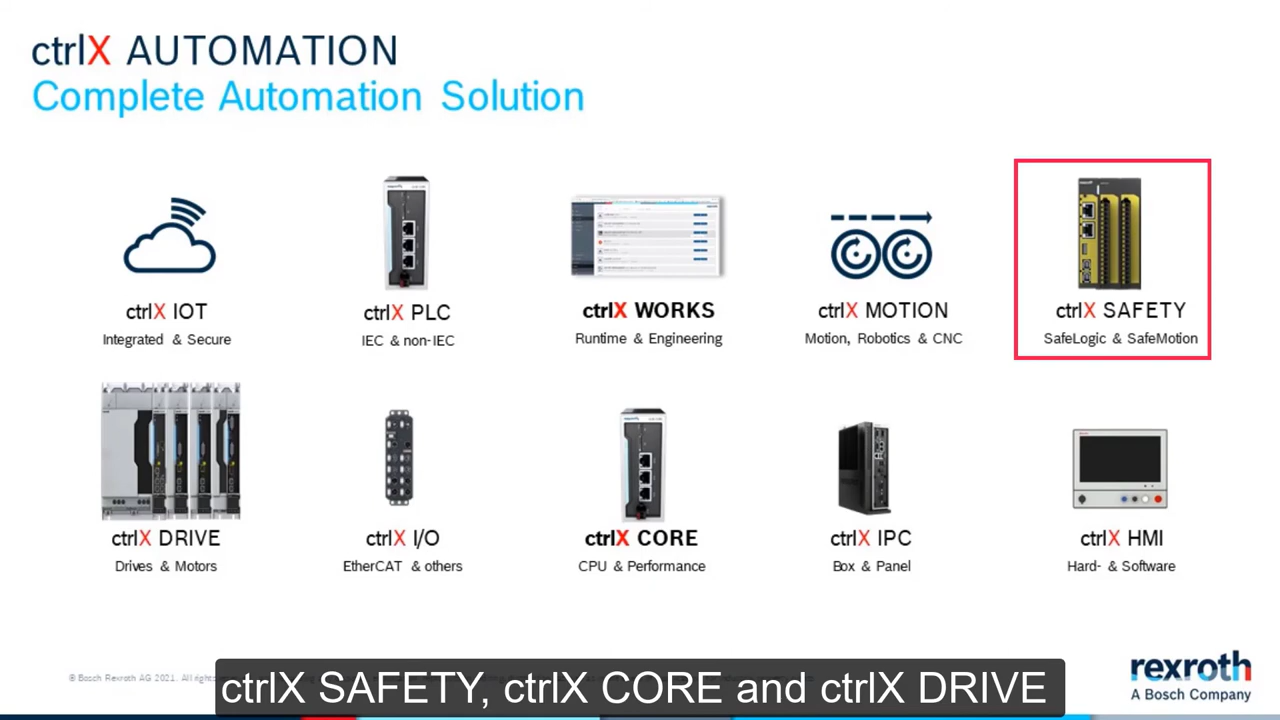 ctrlX AUTOMATION
Complete Automation Solution
ctrlX IOT
Integrated & Secure
ctrlX PLC
IEC & non-IEC
ctrlX WORKS
Runtime & Engineering
ctrlX MOTION
Motion, Robotics & CNC
ctrlX SAFETY
SafeLogic & SafeMotion
ctrlX DRIVE
Drives & Motors
ctrlX I/O
EtherCAT & others
ctrlX CORE
CPU & Performance
ctrlX IPC
Box & Panel
ctrlX HMI
Hard- & Software
© Bosch Rexroth AG 2021. All rights
ctrlX SAFETY, ctrlX CORE and ctrlX DRIVE
rexroth
A Bosch Company